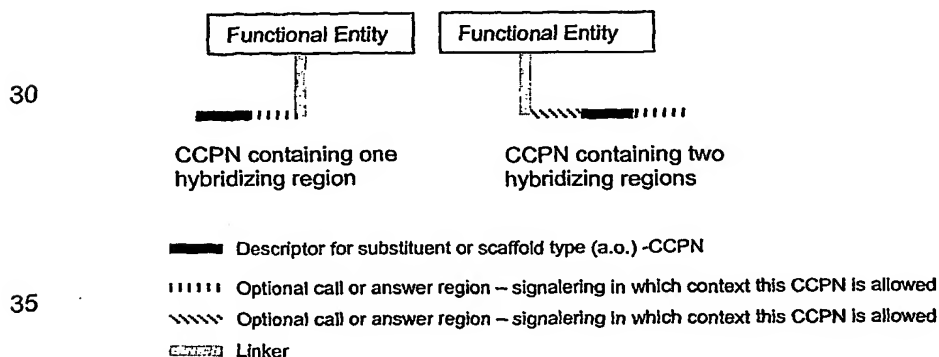 Functional Entity Functional Entity
30
CCPN containing one hybridizing region
CCPN containing two hybridizing regions
Descriptor for substituent or scaffold type (a.o.) -CCPN
35 Optional call or answer region – signalering in which context this CCPN is allowed
Optional call or answer region – signalering in which context this CCPN is allowed
Linker